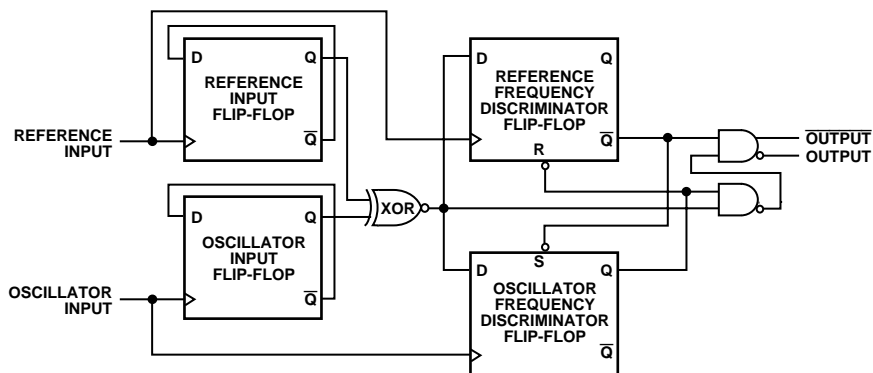 D
Q
REFERENCE
INPUT
FLIP-FLOP
Q̅
REFERENCE
INPUT
D
Q
REFERENCE
FREQUENCY
DISCRIMINATOR
FLIP-FLOP
Q̅
R
OUTPUT̅
OUTPUT
XOR
D
Q
OSCILLATOR
INPUT
FLIP-FLOP
Q̅
OSCILLATOR
INPUT
S
D
Q
OSCILLATOR
FREQUENCY
DISCRIMINATOR
FLIP-FLOP
Q̅